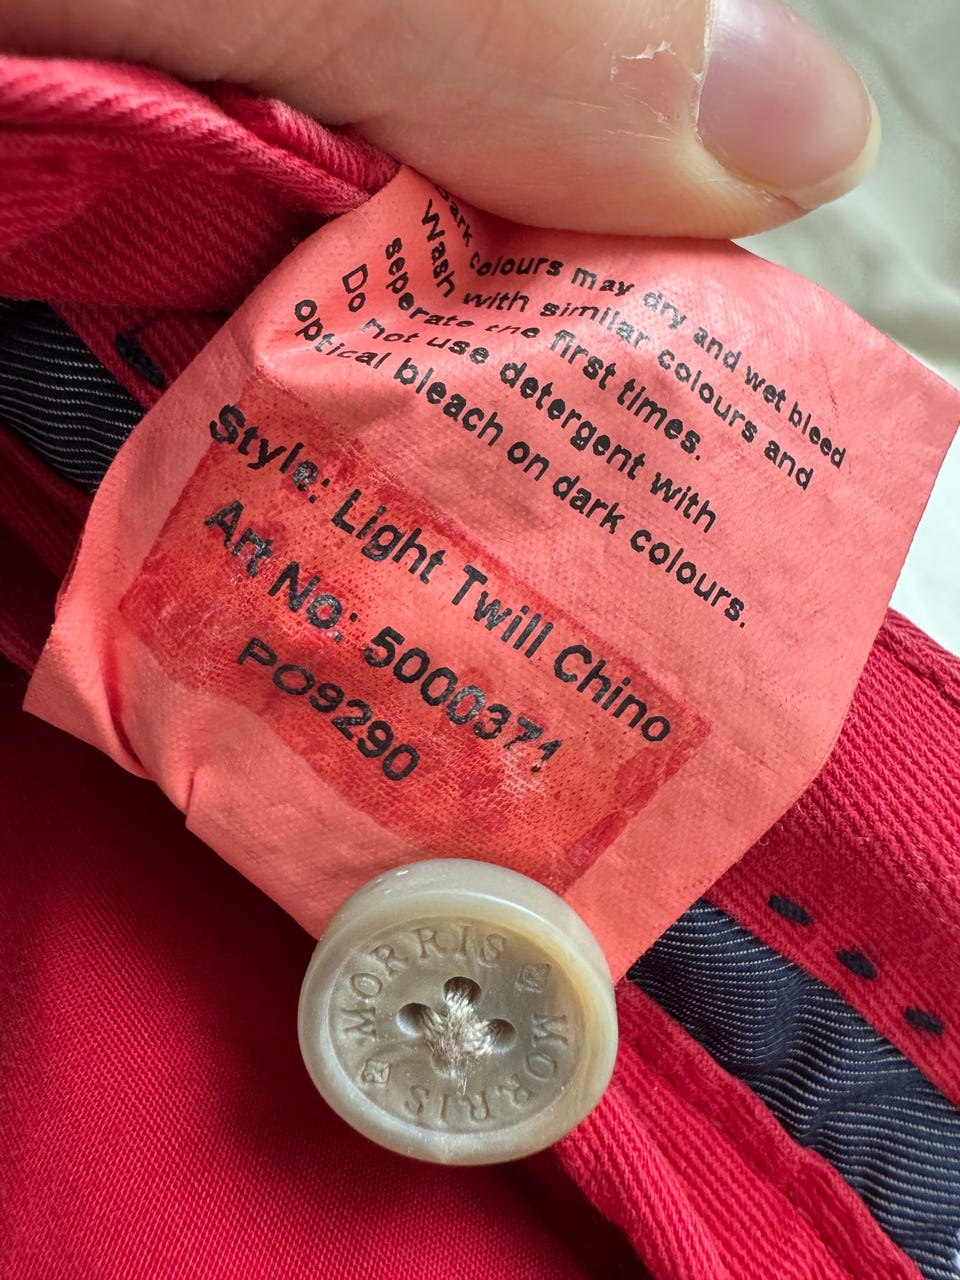 Dark colours may dry and wet bleed
Wash with similar colours and
seperate the first times.
Do not use detergent with
optical bleach on dark colours.
Style: Light Twill Chino
Art No: 5000371
PO9290
MORRIS MORRIS